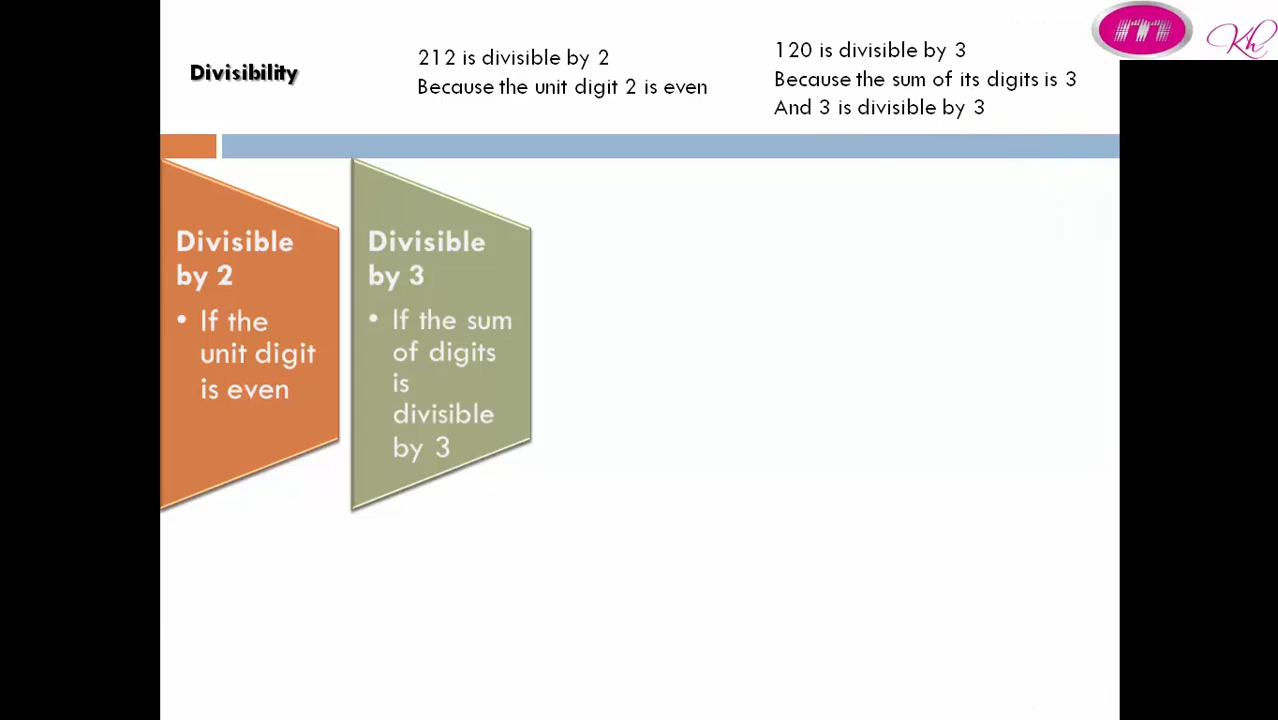 Divisibility
212 is divisible by 2
Because the unit digit 2 is even
120 is divisible by 3
Because the sum of its digits is 3
And 3 is divisible by 3
Kh
Divisible
by 2
• If the
unit digit
is even
Divisible
by 3
• If the sum
of digits
is
divisible
by 3